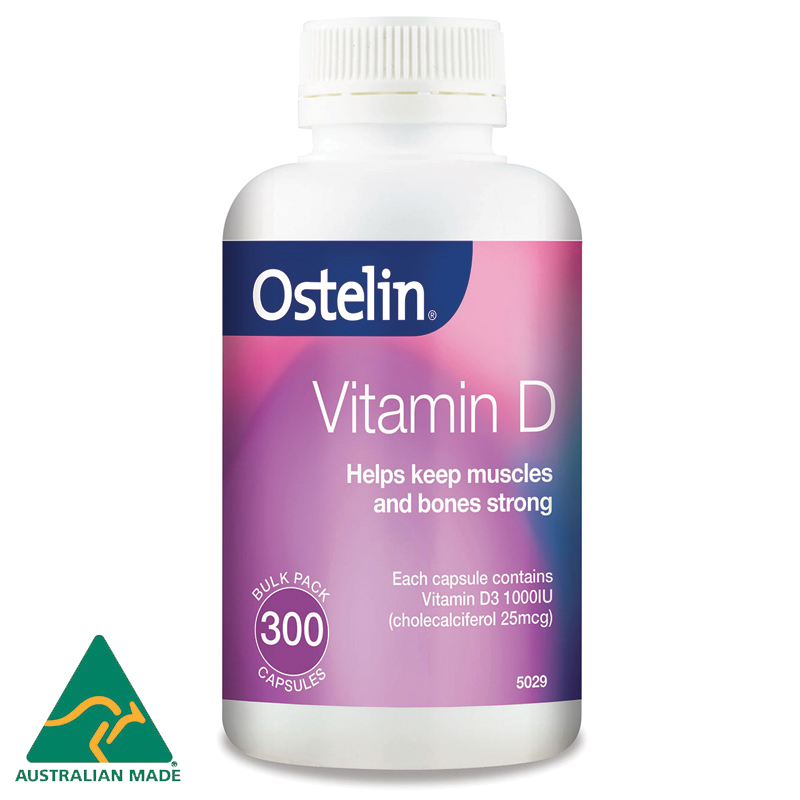 Ostelin®
Vitamin D
Helps keep muscles
and bones strong
Each capsule contains
Vitamin D3 1000IU
(cholecalciferol 25mcg)
BULK PACK
300
CAPSULES
5029
AUSTRALIAN MADE